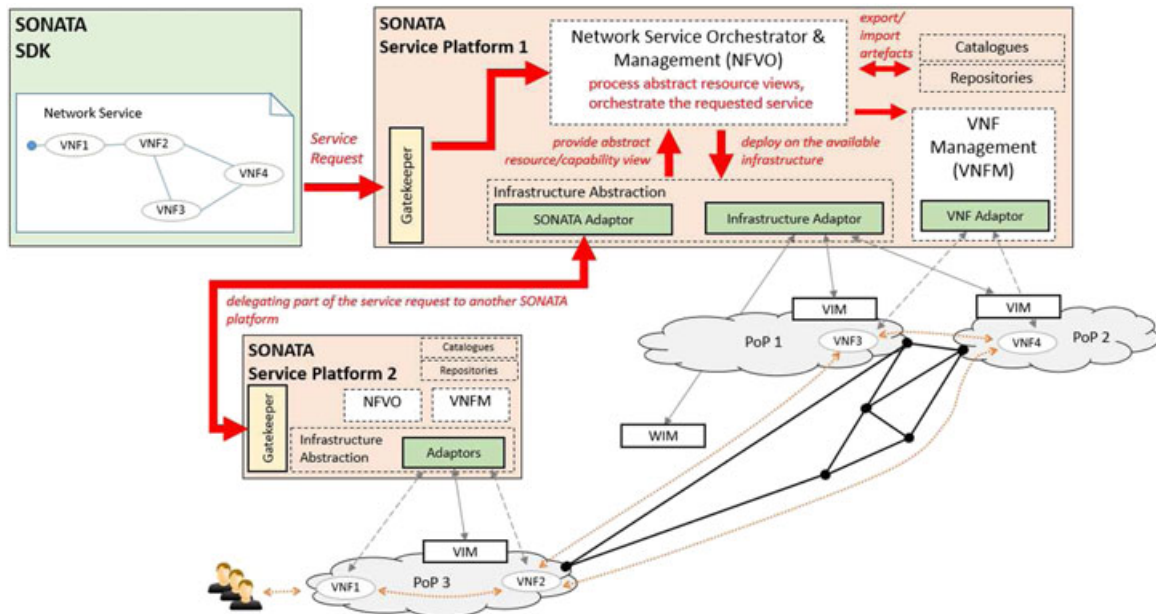 SONATA
SDK
Network Service
VNF1
VNF2
VNF4
VNF3
Service
Request
SONATA
Service Platform 1
Gatekeeper
Network Service Orchestrator &
Management (NFVO)
process abstract resource views,
orchestrate the requested service
export/
import
artefacts
Catalogues
Repositories
provide abstract
resource/capability view
deploy on the available
infrastructure
VNF
Management
(VNFM)
VNF Adaptor
Infrastructure Abstraction
SONATA Adaptor
Infrastructure Adaptor
delegating part of the service request to another SONATA
platform
SONATA
Service Platform 2
Catalogues
Repositories
Gatekeeper
NFVO
VNFM
Infrastructure
Abstraction
Adaptors
VIM
VIM
PoP 1
VNF3
VNF4
PoP 2
WIM
VIM
VNF1
PoP 3
VNF2